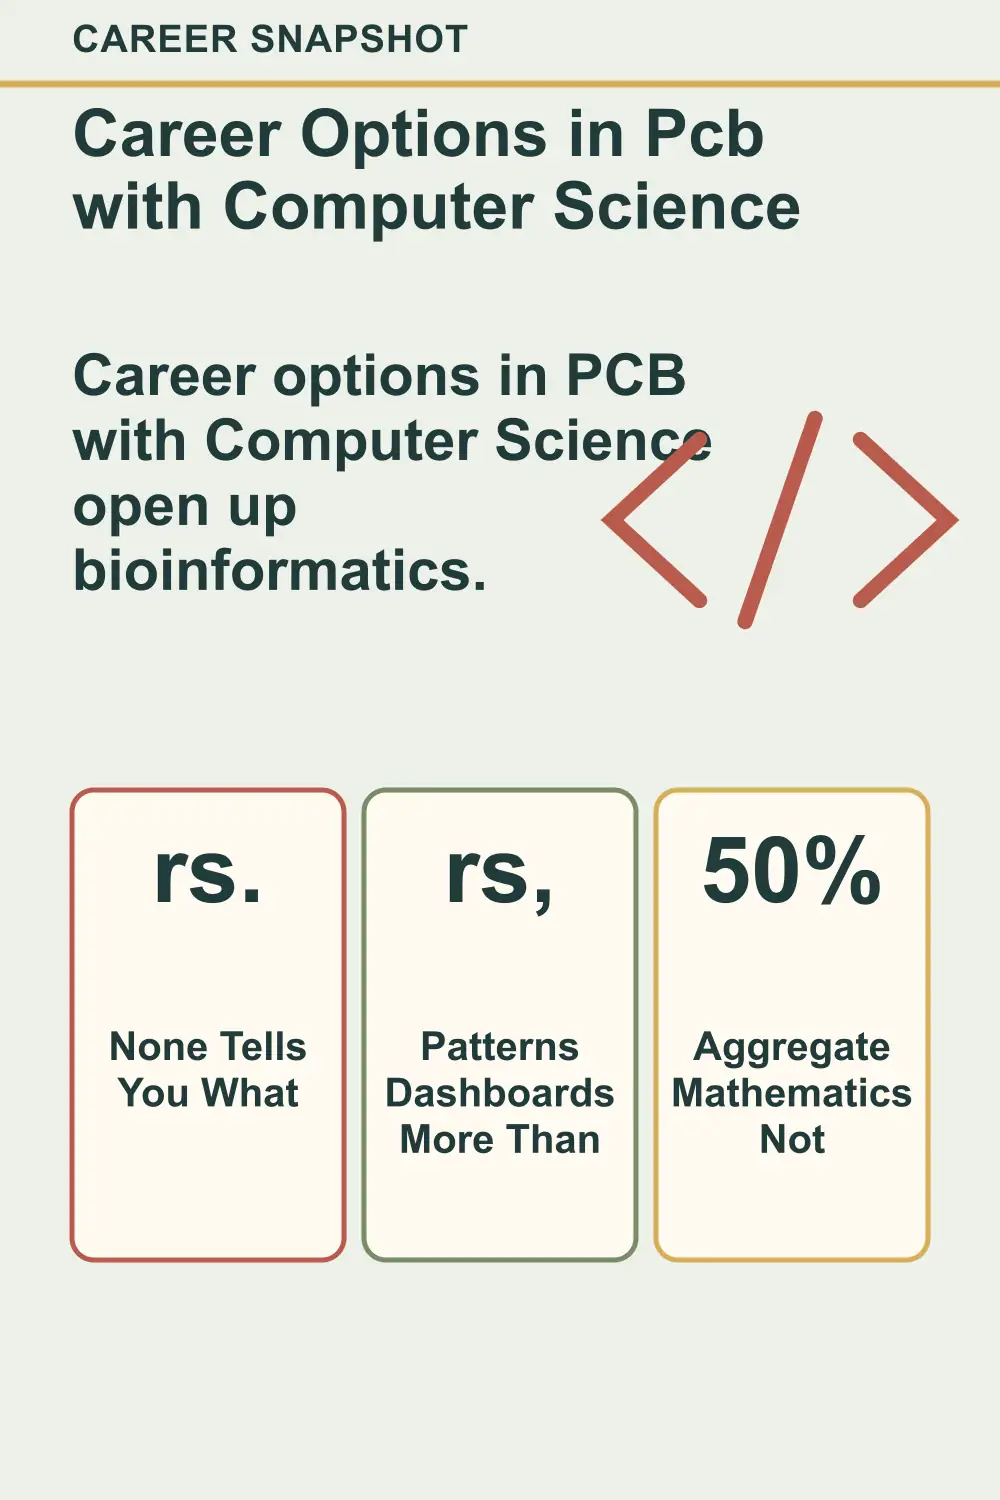 CAREER SNAPSHOT
Career Options in Pcb
with Computer Science
Career options in PCB
with Computer Science
open up
bioinformatics.
</>
rs.
None Tells
You What
rs,
Patterns
Dashboards
More Than
50%
Aggregate
Mathematics
Not